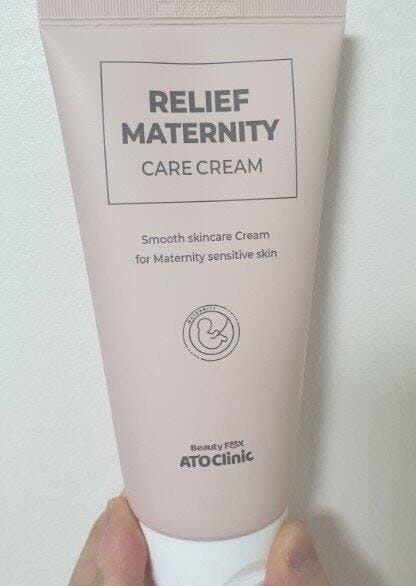 RELIEF
MATERNITY
CARE CREAM
Smooth skincare Cream
for Maternity sensitive skin
MATERNITY
Beauty FOX
ATOClinic